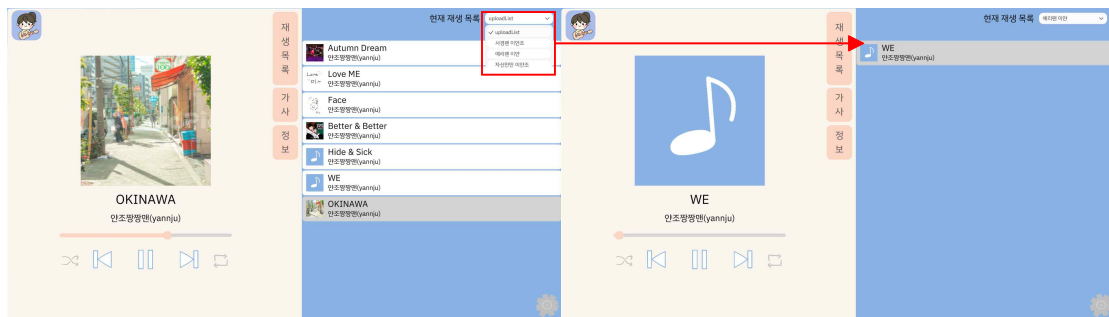 재생목록
가사
정보
OKINAWA
얀조짱짱맨(yannju)
현재 재생 목록
uploadList
✓ uploadList
Autumn Dream
얀조짱짱맨(yannju)
Love ME
얀조짱짱맨(yannju)
Face
얀조짱짱맨(yannju)
Better & Better
얀조짱짱맨(yannju)
Hide & Sick
얀조짱짱맨(yannju)
WE
얀조짱짱맨(yannju)
OKINAWA
얀조짱짱맨(yannju)
재생목록
가사
정보
WE
얀조짱짱맨(yannju)
현재 재생 목록
WE
얀조짱짱맨(yannju)